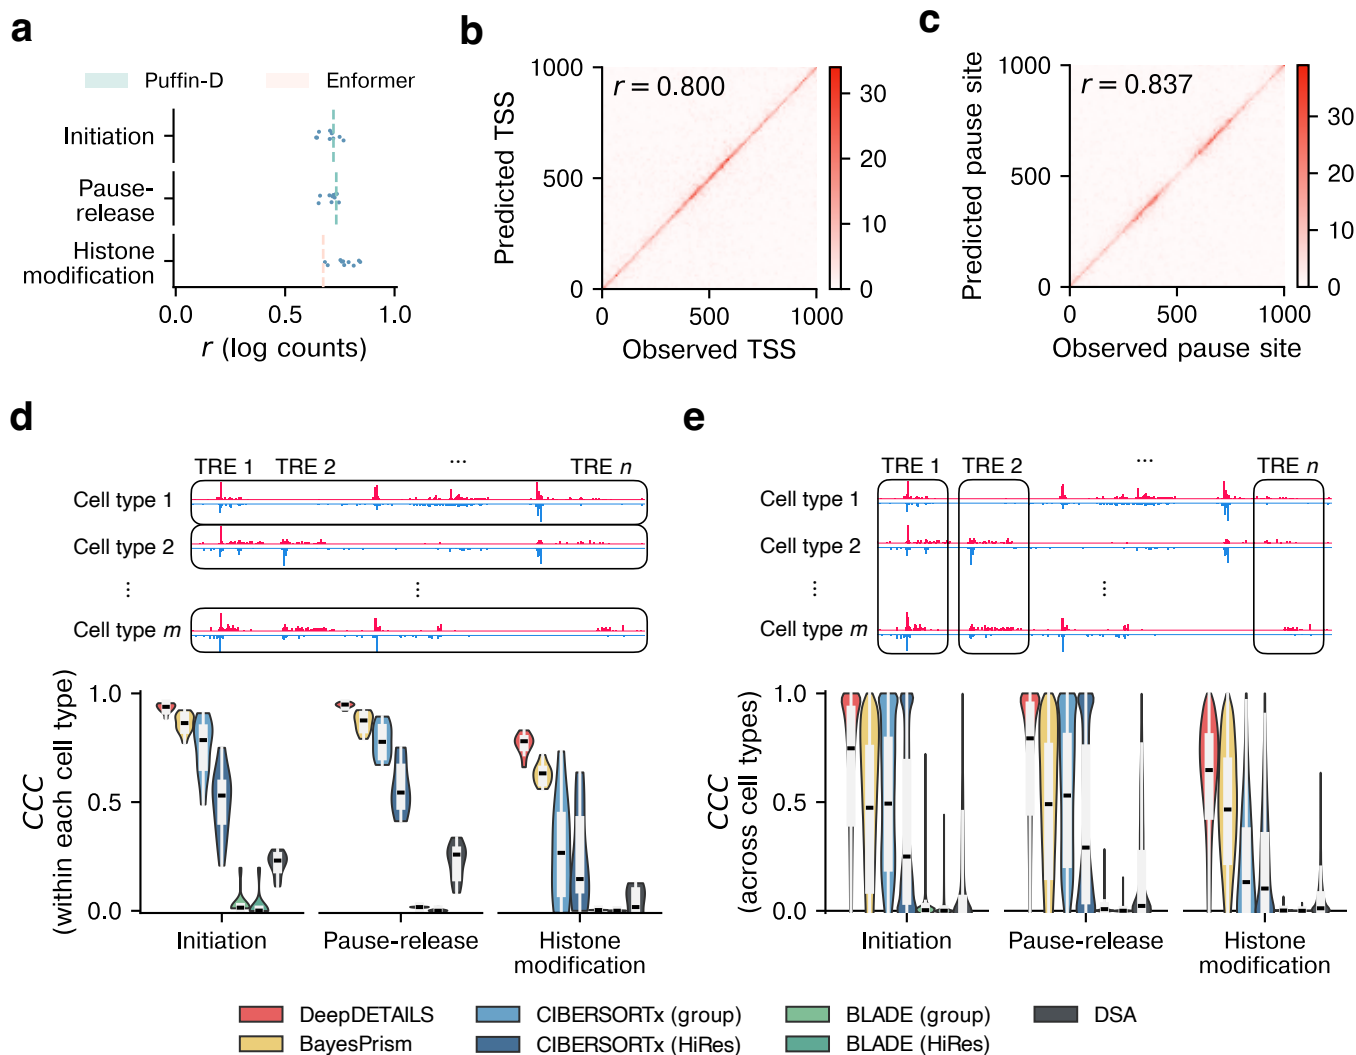 a
Puffin-D
Enformer
Initiation
Pause-
release
Histone
modification
0.0
0.5
1.0
r (log counts)
b
r = 0.800
1000
500
0
0
500
1000
Predicted TSS
Observed TSS
30
20
10
0
c
r = 0.837
1000
500
0
0
500
1000
Predicted pause site
Observed pause site
30
20
10
0
d
TRE 1
TRE 2
...
TRE n
Cell type 1
Cell type 2
⋮
⋮
Cell type m
1.0
0.5
0.0
CCC
(within each cell type)
Initiation
Pause-release
Histone
modification
e
TRE 1
TRE 2
...
TRE n
Cell type 1
Cell type 2
⋮
⋮
Cell type m
1.0
0.5
0.0
CCC
(across cell types)
Initiation
Pause-release
Histone
modification
DeepDETAILS
BayesPrism
CIBERSORTx (group)
CIBERSORTx (HiRes)
BLADE (group)
BLADE (HiRes)
DSA